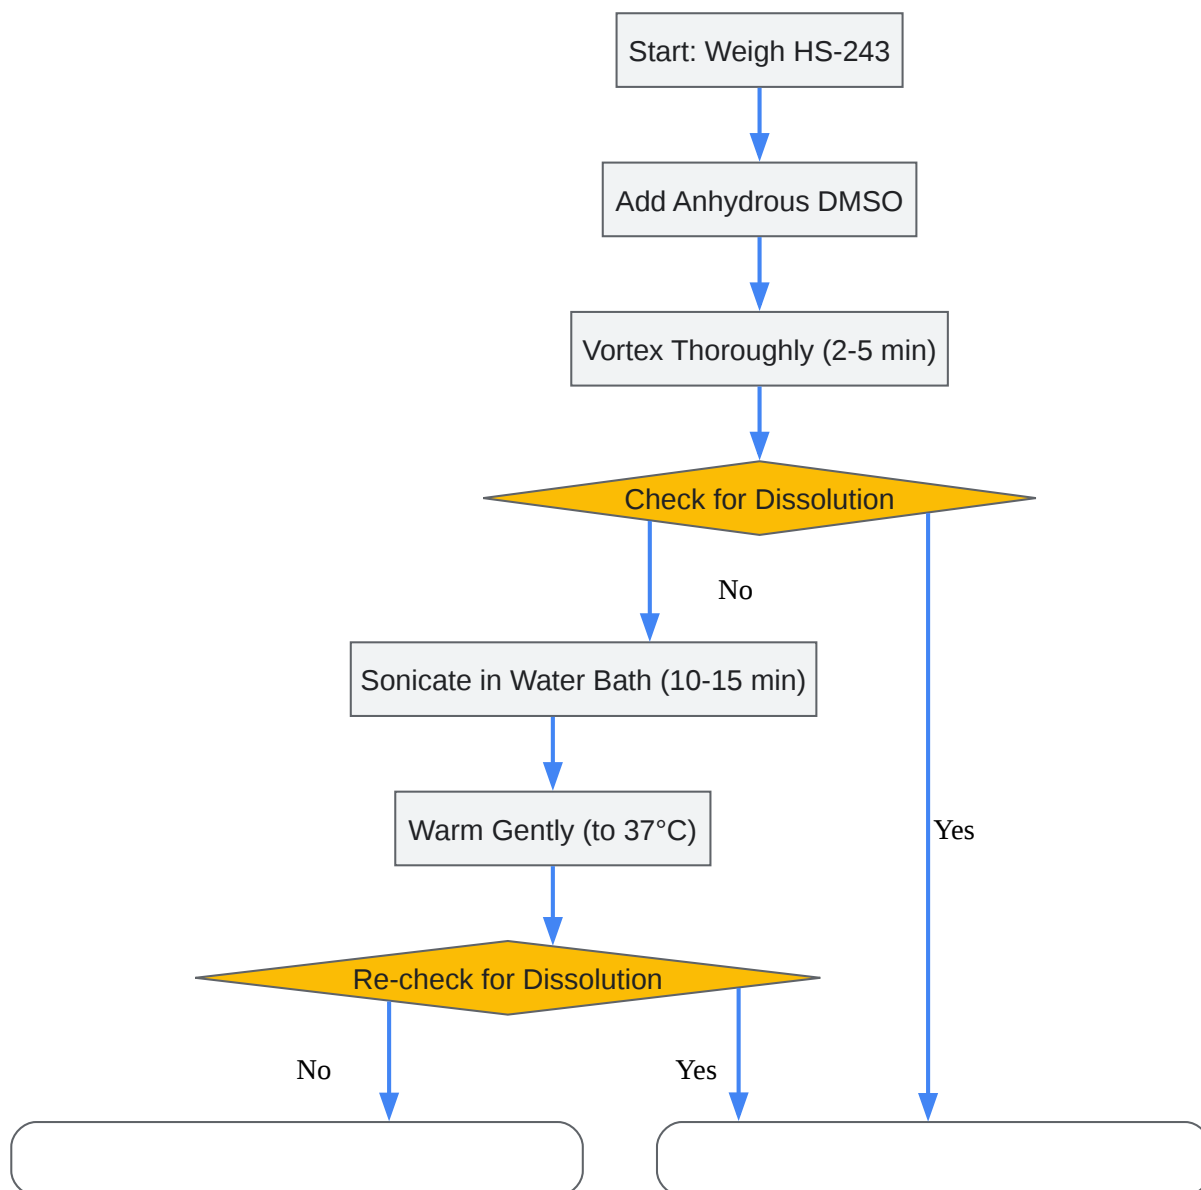 Start: Weigh HS-243
Add Anhydrous DMSO
Vortex Thoroughly (2-5 min)
Check for Dissolution
No
Sonicate in Water Bath (10-15 min)
Warm Gently (to 37°C)
Yes
Re-check for Dissolution
No
Yes